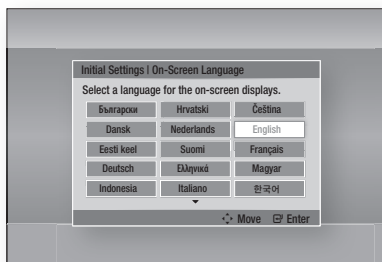 Initial Settings I On-Screen Language
Select a language for the on-screen displays.
Български Hrvatski Čeština
Dansk Nederlands English
Eesti keel Suomi Français
Deutsch Ελληνικά Magyar
Indonesia Italiano 한국어
Move Enter